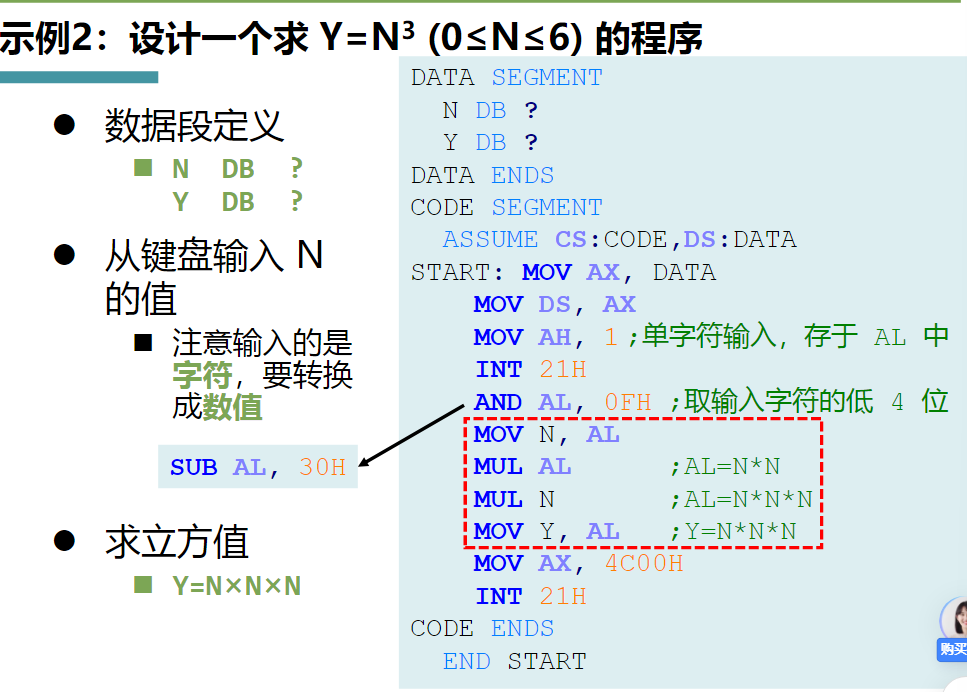 示例2：设计一个求 Y=N³ (0≤N≤6) 的程序
● 数据段定义
■ N DB ?
Y DB ?
● 从键盘输入 N
的值
■ 注意输入的是
字符，要转换
成数值
SUB AL, 30H
● 求立方值
■ Y=N×N×N
DATA SEGMENT
N DB ?
Y DB ?
DATA ENDS
CODE SEGMENT
ASSUME CS:CODE,DS:DATA
START: MOV AX, DATA
MOV DS, AX
MOV AH, 1 ;单字符输入，存于 AL 中
INT 21H
AND AL, 0FH ;取输入字符的低 4 位
MOV N, AL
MUL AL ;AL=N*N
MUL N ;AL=N*N*N
MOV Y, AL ;Y=N*N*N
MOV AX, 4C00H
INT 21H
CODE ENDS
END START
购买